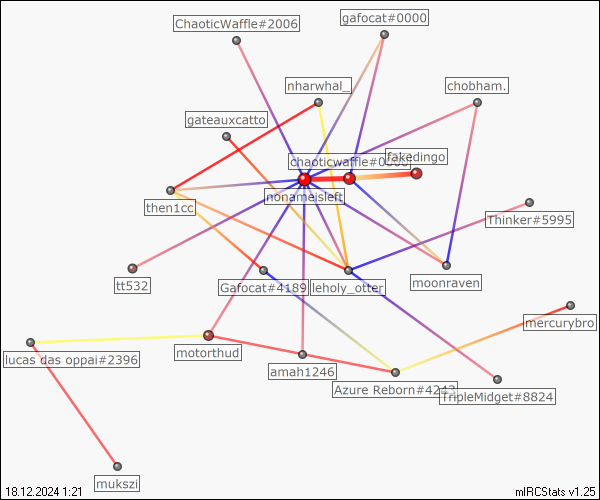 ChaoticWaffle#2006
gafocat#0000
nharwhal_
chobham.
gateauxcatto
chaoticwaffle#0000
fakedingo
nonameisleft
then1cc
Thinker#5995
tt532
Gafocat#4189
leholy_otter
moonraven
mercurybro
lucas das oppai#2396
motorthud
amah1246
Azure Reborn#4243
TripleMidget#8824
mukszi
18.12.2024 1:21
mIRCStats v1.25